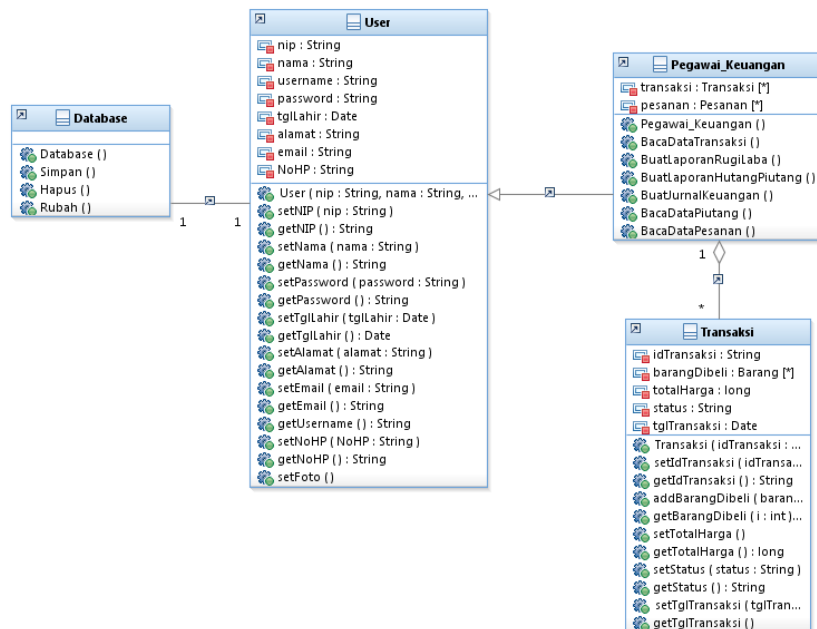 User
nip : String
nama : String
username : String
password : String
tglLahir : Date
alamat : String
email : String
NoHP : String
User ( nip : String, nama : String, ...
setNIP ( nip : String )
getNIP () : String
setNama ( nama : String )
getNama () : String
setPassword ( password : String )
getPassword () : String
setTglLahir ( tglLahir : Date )
getTglLahir () : Date
setAlamat ( alamat : String )
getAlamat () : String
setEmail ( email : String )
getEmail () : String
getUsername () : String
setNoHP ( NoHP : String )
getNoHP () : String
setFoto ()
Database
Database ()
Simpan ()
Hapus ()
Rubah ()
1
1
Pegawai_Keuangan
transaksi : Transaksi [*]
pesanan : Pesanan [*]
Pegawai_Keuangan ()
BacaDataTransaksi ()
BuatLaporanRugiLaba ()
BuatLaporanHutangPiutang ()
BuatJurnalKeuangan ()
BacaDataPiutang ()
BacaDataPesanan ()
1
*
Transaksi
idTransaksi : String
barangDibeli : Barang [*]
totalHarga : long
status : String
tglTransaksi : Date
Transaksi ( idTransaksi : ...
setIdTransaksi ( idTransa...
getIdTransaksi () : String
addBarangDibeli ( baran...
getBarangDibeli ( i : int )...
setTotalHarga ()
getTotalHarga () : long
setStatus ( status : String )
getStatus () : String
setTglTransaksi ( tglTran...
getTglTransaksi ()